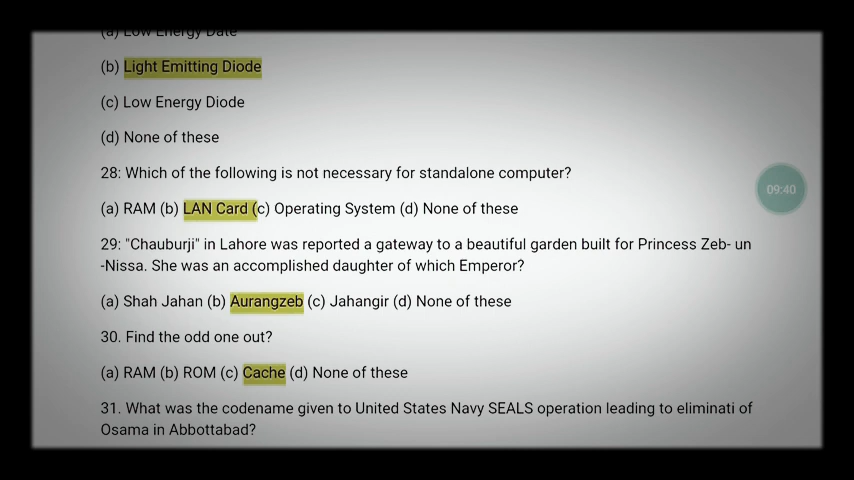 (a) Low Energy Date
(b) Light Emitting Diode
(c) Low Energy Diode
(d) None of these
28: Which of the following is not necessary for standalone computer?
(a) RAM (b) LAN Card (c) Operating System (d) None of these
09:40
29: "Chauburji" in Lahore was reported a gateway to a beautiful garden built for Princess Zeb- un
-Nissa. She was an accomplished daughter of which Emperor?
(a) Shah Jahan (b) Aurangzeb (c) Jahangir (d) None of these
30. Find the odd one out?
(a) RAM (b) ROM (c) Cache (d) None of these
31. What was the codename given to United States Navy SEALS operation leading to eliminati of
Osama in Abbottabad?